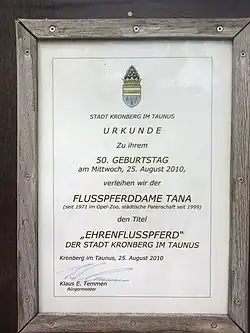 STADT KRONBERG IM TAUNUS
URKUNDE
Zu ihrem
50. GEBURTSTAG
am Mittwoch, 25. August 2010,
verleihen wir der
FLUSSPFERDDAME TANA
(seit 1971 im Opel-Zoo, städtische Patenschaft seit 1999)
den Titel
„EHRENFLUSSPFERD“
DER STADT KRONBERG IM TAUNUS
Kronberg im Taunus, 25. August 2010
Klaus E. Temmen
Bürgermeister